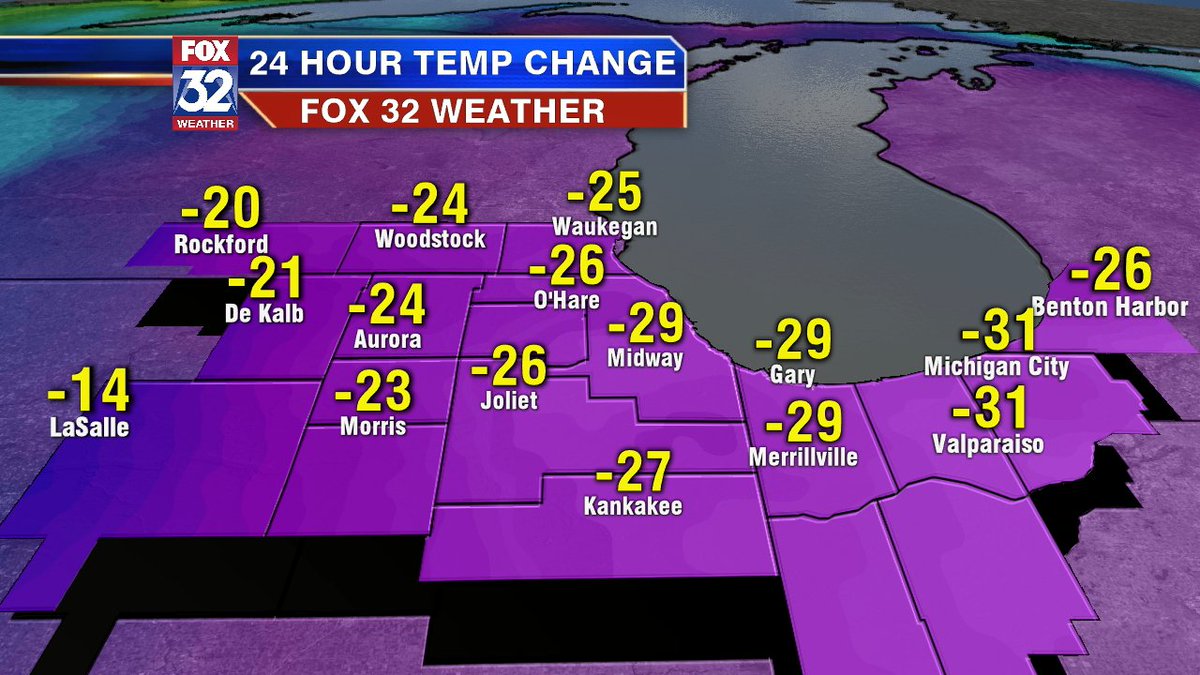 FOX
32
WEATHER
24 HOUR TEMP CHANGE
FOX 32 WEATHER
-20
Rockford
-24
Woodstock
-25
Waukegan
-21
De Kalb
-24
Aurora
-26
O'Hare
-29
Midway
-29
Gary
-31
Michigan City
-26
Benton Harbor
-14
LaSalle
-23
Morris
-26
Joliet
-27
Kankakee
-29
Merrillville
-31
Valparaiso